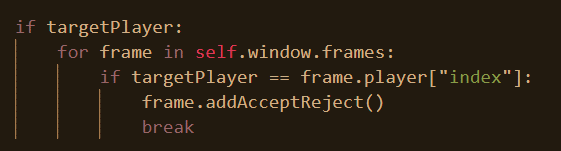 if targetPlayer:
    for frame in self.window.frames:
        if targetPlayer == frame.player["index"]:
            frame.addAcceptReject()
            break